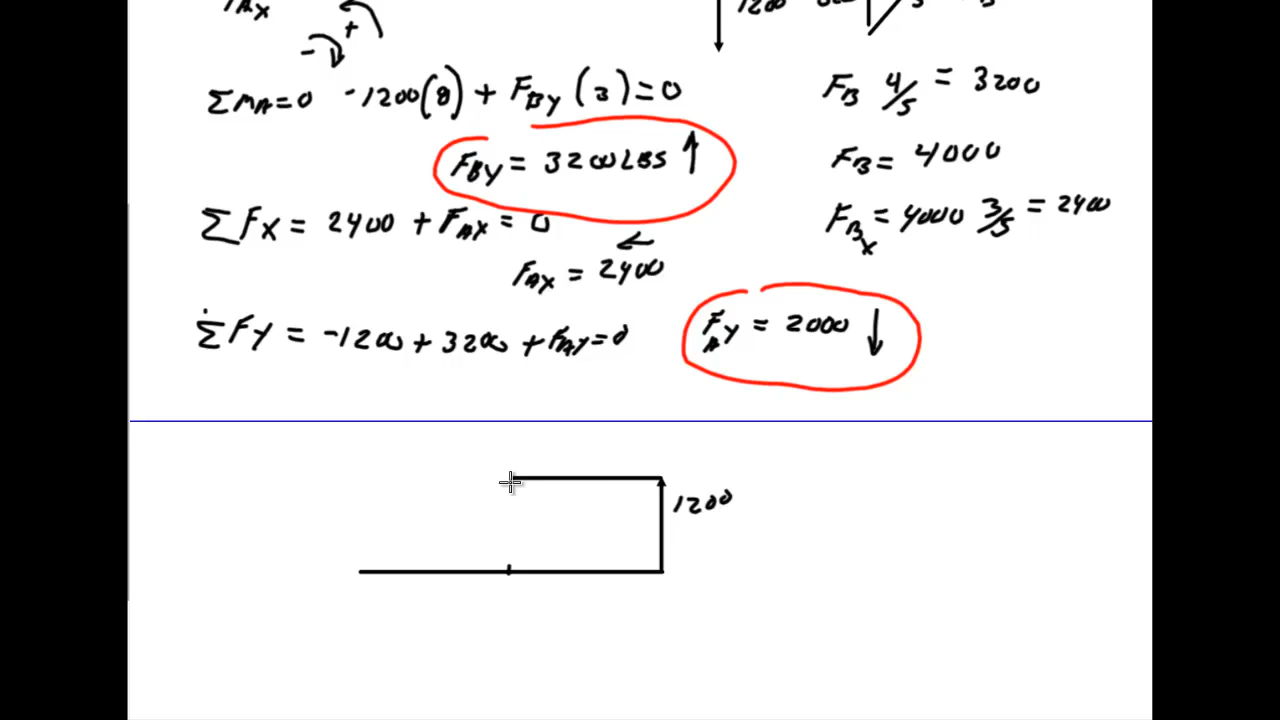 1200
- +
ΣMA=0 -1200(8) + FBy (3)=0
FB 4/5 = 3200
FBy = 3200 LBS ↑
FB = 4000
ΣFx = 2400 + FAx = 0
FBx = 4000 3/5 = 2400
FAx = 2400 ←
ΣFy = -1200 + 3200 + FAy=0
FAy = 2000 ↓
1200